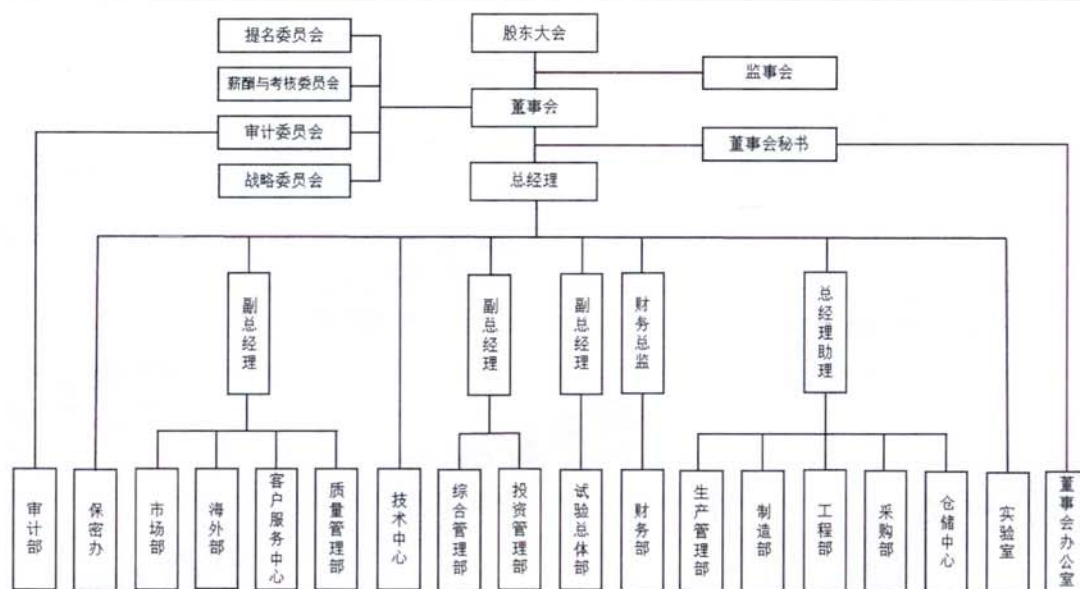 提名委员会
股东大会
薪酬与考核委员会
监事会
董事会
审计委员会
董事会秘书
战略委员会
总经理
副总经理
副总经理
副总经理
财务总监
总经理助理
审计部
保密办
市场部
海外部
客户服务中心
质量管理部
技术中心
综合管理部
投资管理部
试验总体部
财务部
生产管理部
制造部
工程部
采购部
仓储中心
实验室
董事会办公室